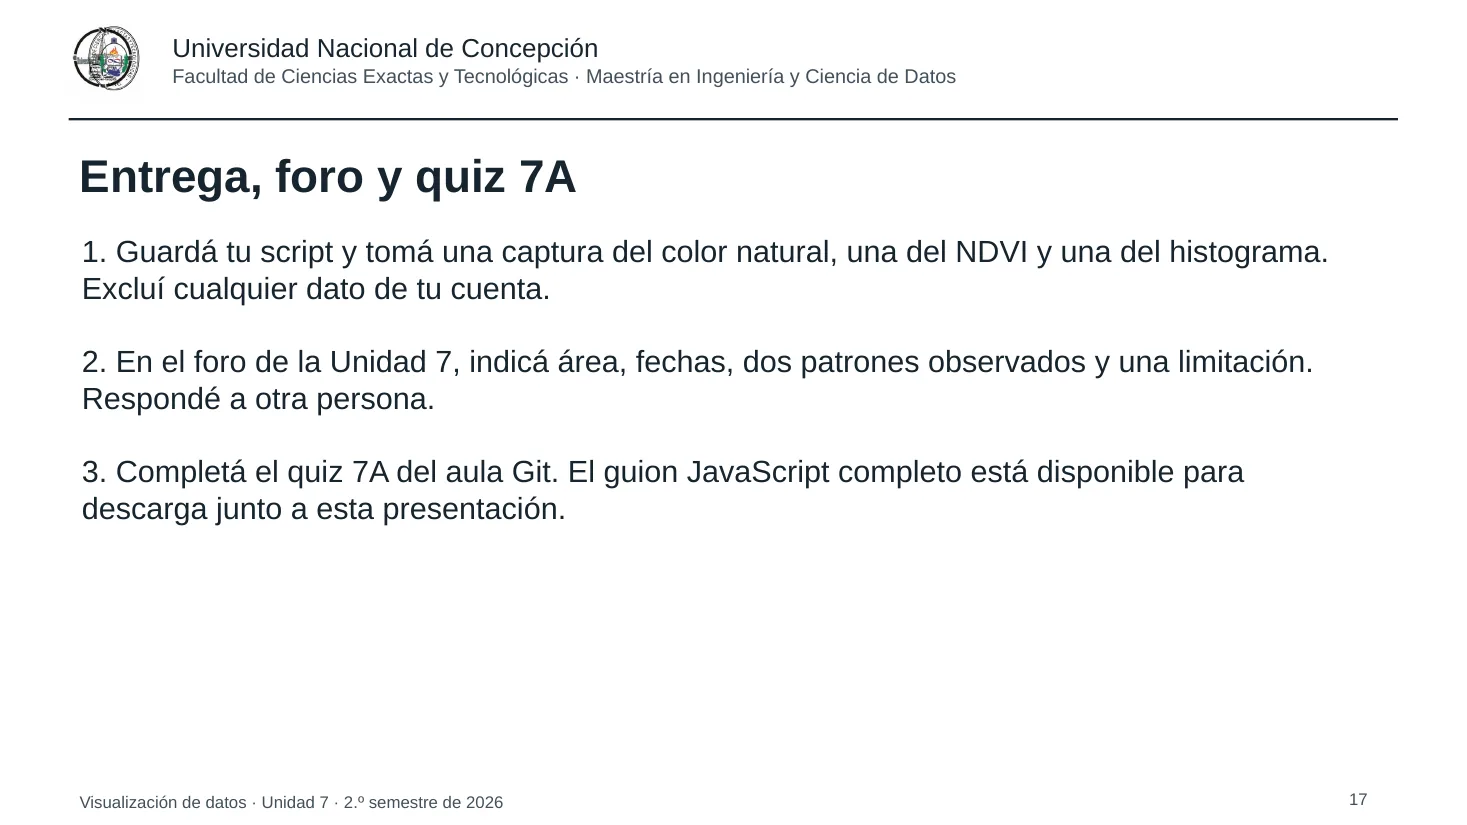 Universidad Nacional de Concepción
Facultad de Ciencias Exactas y Tecnológicas · Maestría en Ingeniería y Ciencia de Datos
Entrega, foro y quiz 7A
1. Guardá tu script y tomá una captura del color natural, una del NDVI y una del histograma.
Excluí cualquier dato de tu cuenta.
2. En el foro de la Unidad 7, indicá área, fechas, dos patrones observados y una limitación.
Respondé a otra persona.
3. Completá el quiz 7A del aula Git. El guion JavaScript completo está disponible para
descarga junto a esta presentación.
Visualización de datos · Unidad 7 · 2.º semestre de 2026
17